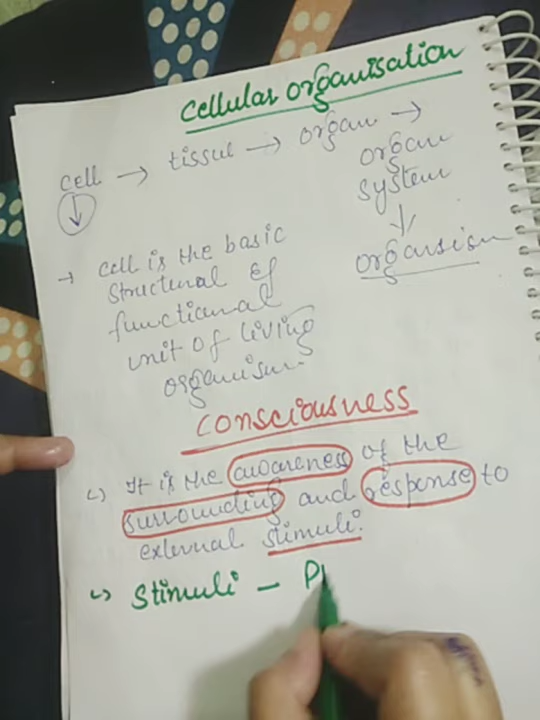 Cellular Organisation
cell → tissue → organ →
organ
system
↓
organsism
↓
→ cell is the basic
structural &
functional
unit of living
organism
CONSCIOUSNESS
↳ It is the awareness of the
surrounding and response to
external stimuli.
↳ Stimuli - P